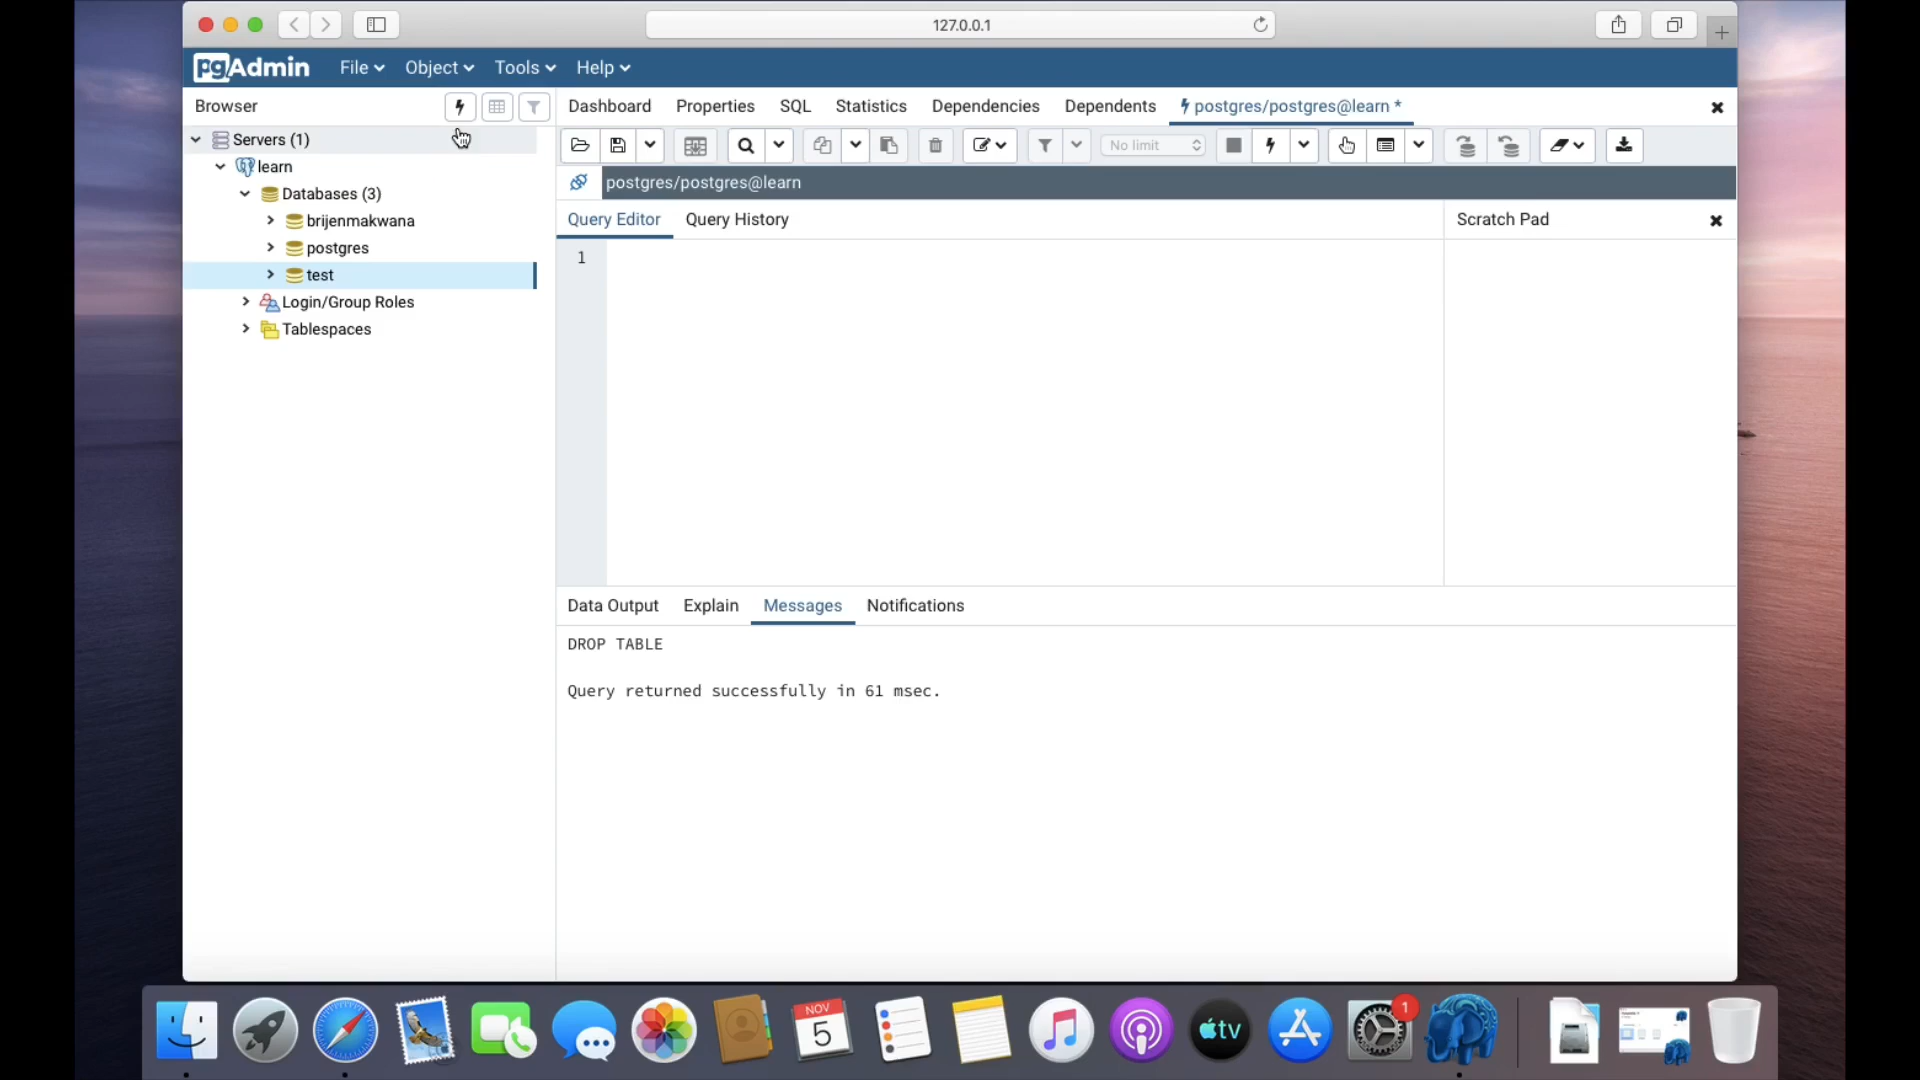 127.0.0.1
pgAdmin File Object Tools Help
Browser
Dashboard Properties SQL Statistics Dependencies Dependents postgres/postgres@learn *
Servers (1)
No limit
learn
postgres/postgres@learn
Databases (3)
brijenmakwana
Query Editor Query History Scratch Pad
postgres
1
test
Login/Group Roles
Tablespaces
Data Output Explain Messages Notifications
DROP TABLE
Query returned successfully in 61 msec.
NOV
5
tv
1